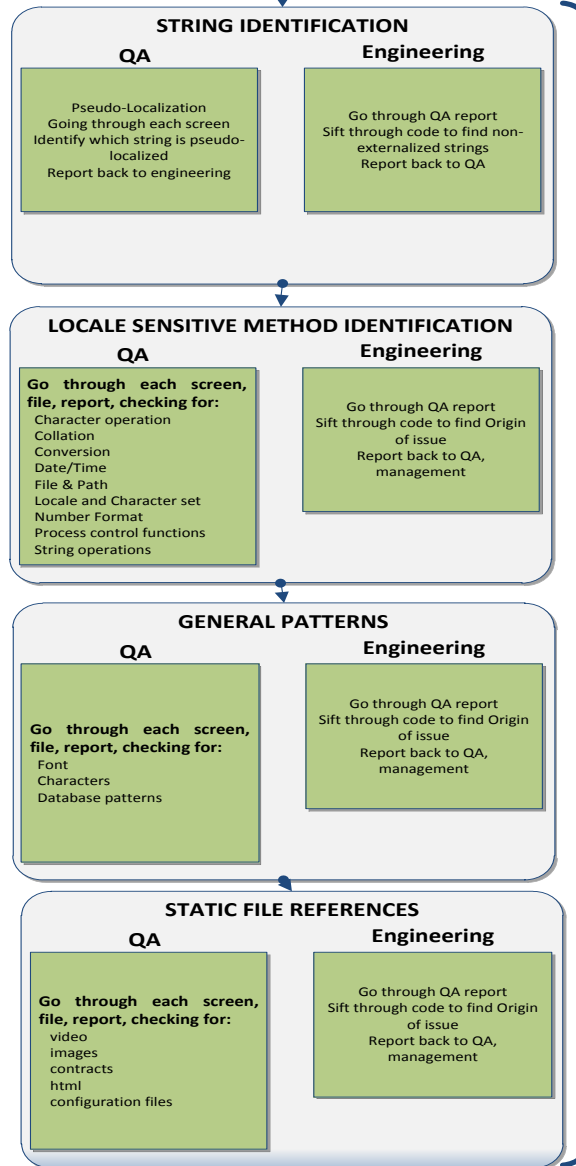 STRING IDENTIFICATION
QA
Pseudo-Localization
Going through each screen
Identify which string is pseudo-
localized
Report back to engineering
Engineering
Go through QA report
Sift through code to find non-
externalized strings
Report back to QA
LOCALE SENSITIVE METHOD IDENTIFICATION
QA
Go through each screen,
file, report, checking for:
Character operation
Collation
Conversion
Date/Time
File & Path
Locale and Character set
Number Format
Process control functions
String operations
Engineering
Go through QA report
Sift through code to find Origin
of issue
Report back to QA,
management
GENERAL PATTERNS
QA
Go through each screen,
file, report, checking for:
Font
Characters
Database patterns
Engineering
Go through QA report
Sift through code to find Origin
of issue
Report back to QA,
management
STATIC FILE REFERENCES
QA
Go through each screen,
file, report, checking for:
video
images
contracts
html
configuration files
Engineering
Go through QA report
Sift through code to find Origin
of issue
Report back to QA,
management